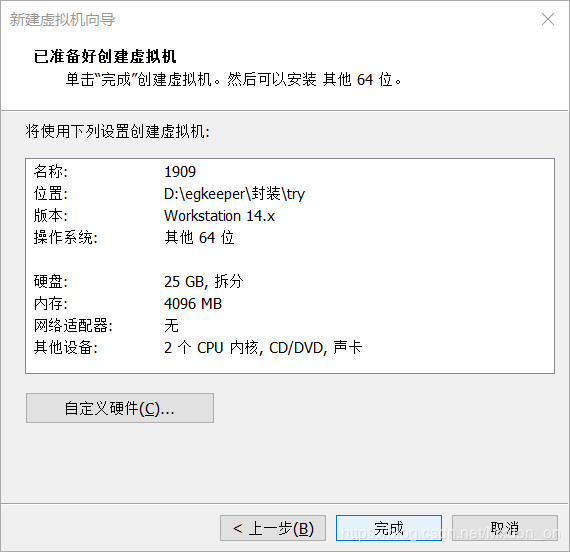 新建虚拟机向导
已准备好创建虚拟机
单击“完成”创建虚拟机。然后可以安装 其他 64 位。
将使用下列设置创建虚拟机:
名称: 1909
位置: D:\egkeeper\封装\try
版本: Workstation 14.x
操作系统: 其他 64 位
硬盘: 25 GB, 拆分
内存: 4096 MB
网络适配器: 无
其他设备: 2 个 CPU 内核, CD/DVD, 声卡
自定义硬件(C)...
< 上一步(B) 完成 取消